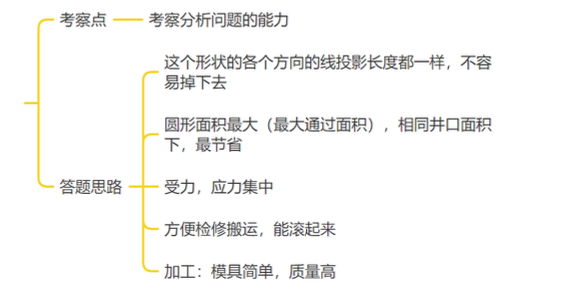 考察点
考察分析问题的能力
这个形状的各个方向的线投影长度都一样，不容
易掉下去
圆形面积最大（最大通过面积），相同井口面积
下，最节省
答题思路
受力，应力集中
方便检修搬运，能滚起来
加工：模具简单，质量高